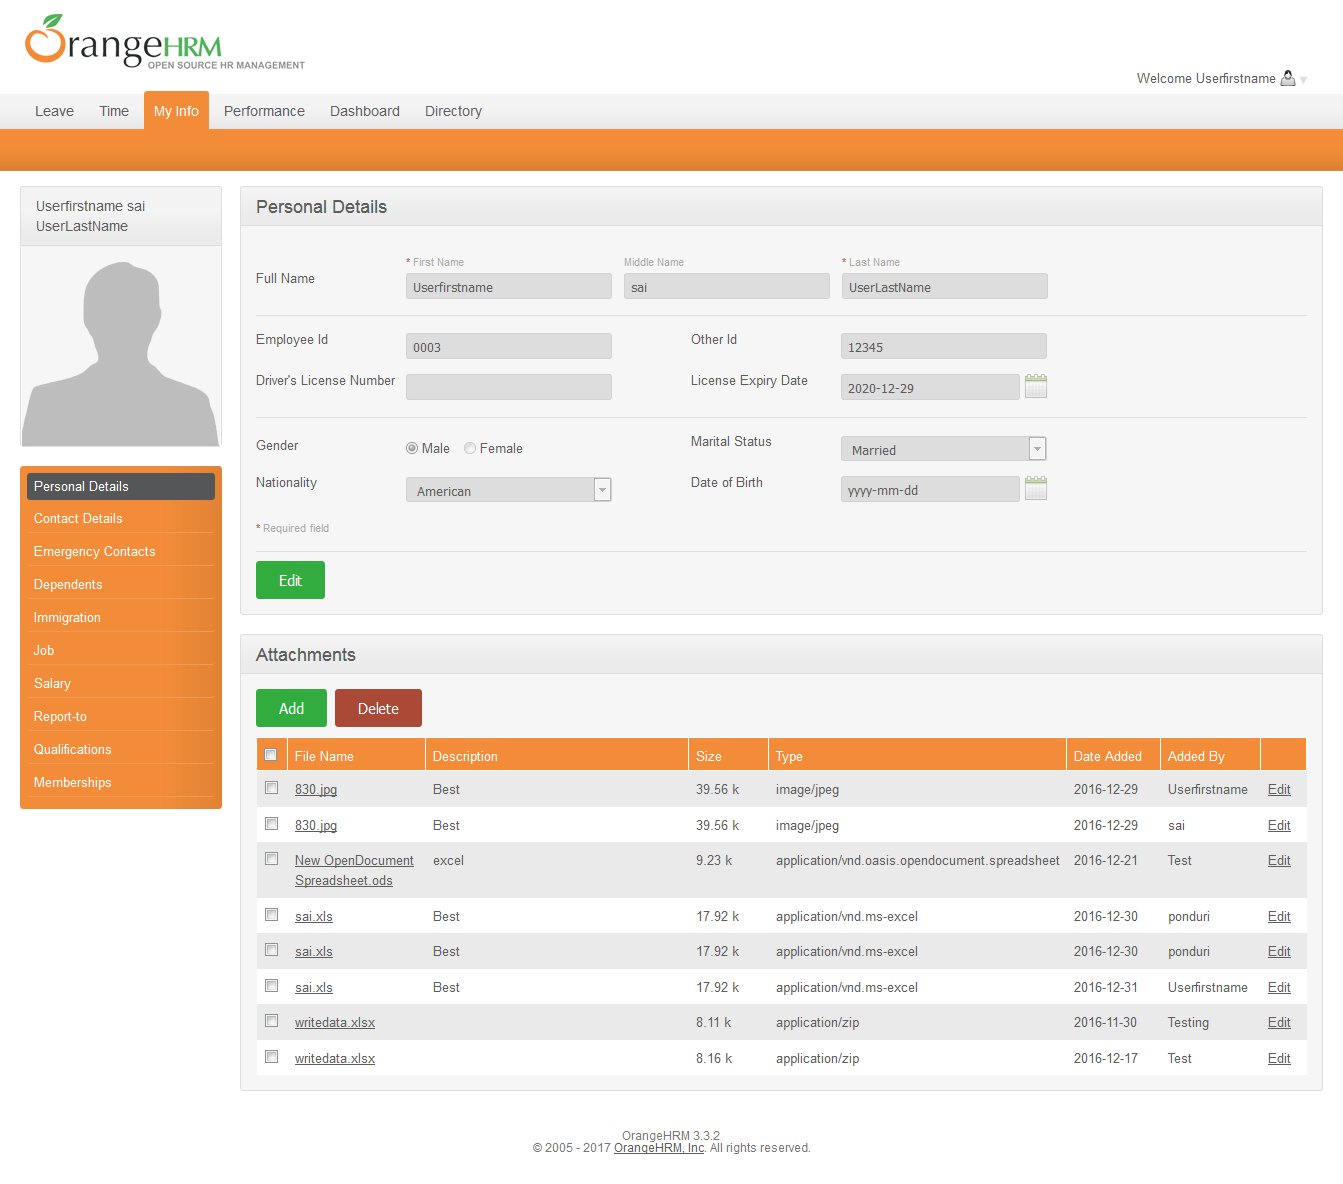 OrangeHRM
OPEN SOURCE HR MANAGEMENT
Welcome Userfirstname
Leave Time My Info Performance Dashboard Directory
Userfirstname sai
UserLastName
Personal Details
Contact Details
Emergency Contacts
Dependents
Immigration
Job
Salary
Report-to
Qualifications
Memberships
Personal Details
* First Name Middle Name * Last Name
Full Name Userfirstname sai UserLastName
Employee Id 0003 Other Id 12345
Driver's License Number License Expiry Date 2020-12-29
Gender Male Female Marital Status Married
Nationality American Date of Birth yyyy-mm-dd
* Required field
Edit
Attachments
Add Delete
File Name Description Size Type Date Added Added By
830.jpg Best 39.56 k image/jpeg 2016-12-29 Userfirstname Edit
830.jpg Best 39.56 k image/jpeg 2016-12-29 sai Edit
New OpenDocument excel 9.23 k application/vnd.oasis.opendocument.spreadsheet 2016-12-21 Test Edit
Spreadsheet.ods
sai.xls Best 17.92 k application/vnd.ms-excel 2016-12-30 ponduri Edit
sai.xls Best 17.92 k application/vnd.ms-excel 2016-12-30 ponduri Edit
sai.xls Best 17.92 k application/vnd.ms-excel 2016-12-31 Userfirstname Edit
writedata.xlsx 8.11 k application/zip 2016-11-30 Testing Edit
writedata.xlsx 8.16 k application/zip 2016-12-17 Test Edit
OrangeHRM 3.3.2
© 2005 - 2017 OrangeHRM, Inc. All rights reserved.